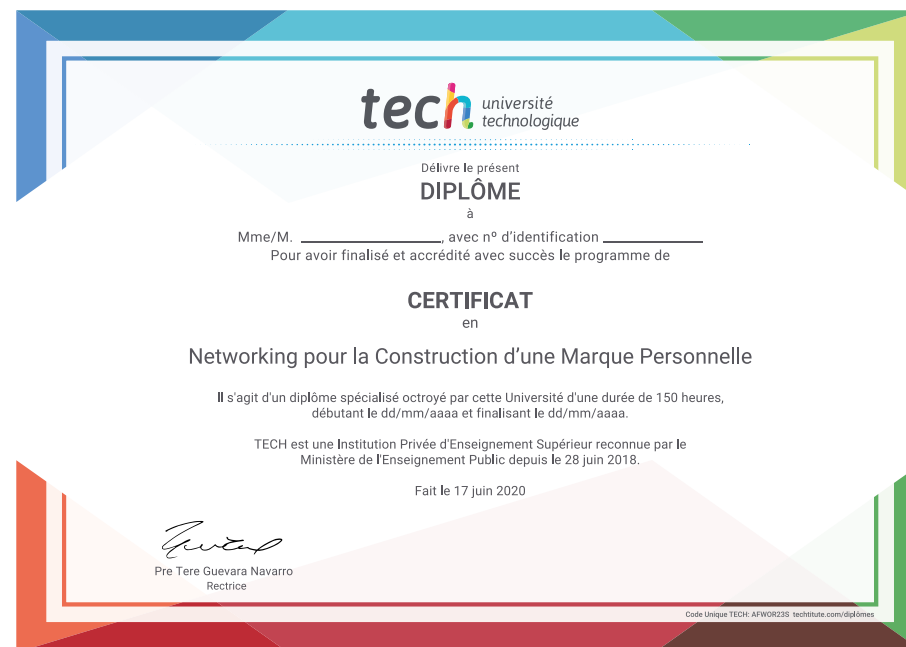 tech université
technologique
Délivre le présent
DIPLÔME
à
Mme/M. ____________________, avec nº d'identification ______________
Pour avoir finalisé et accrédité avec succès le programme de
CERTIFICAT
en
Networking pour la Construction d'une Marque Personnelle
Il s'agit d'un diplôme spécialisé octroyé par cette Université d'une durée de 150 heures,
débutant le dd/mm/aaaa et finalisant le dd/mm/aaaa.
TECH est une Institution Privée d'Enseignement Supérieur reconnue par le
Ministère de l'Enseignement Public depuis le 28 juin 2018.
Fait le 17 juin 2020
Pre Tere Guevara Navarro
Rectrice
Code Unique TECH: AFWOR23S techtitute.com/diplômes